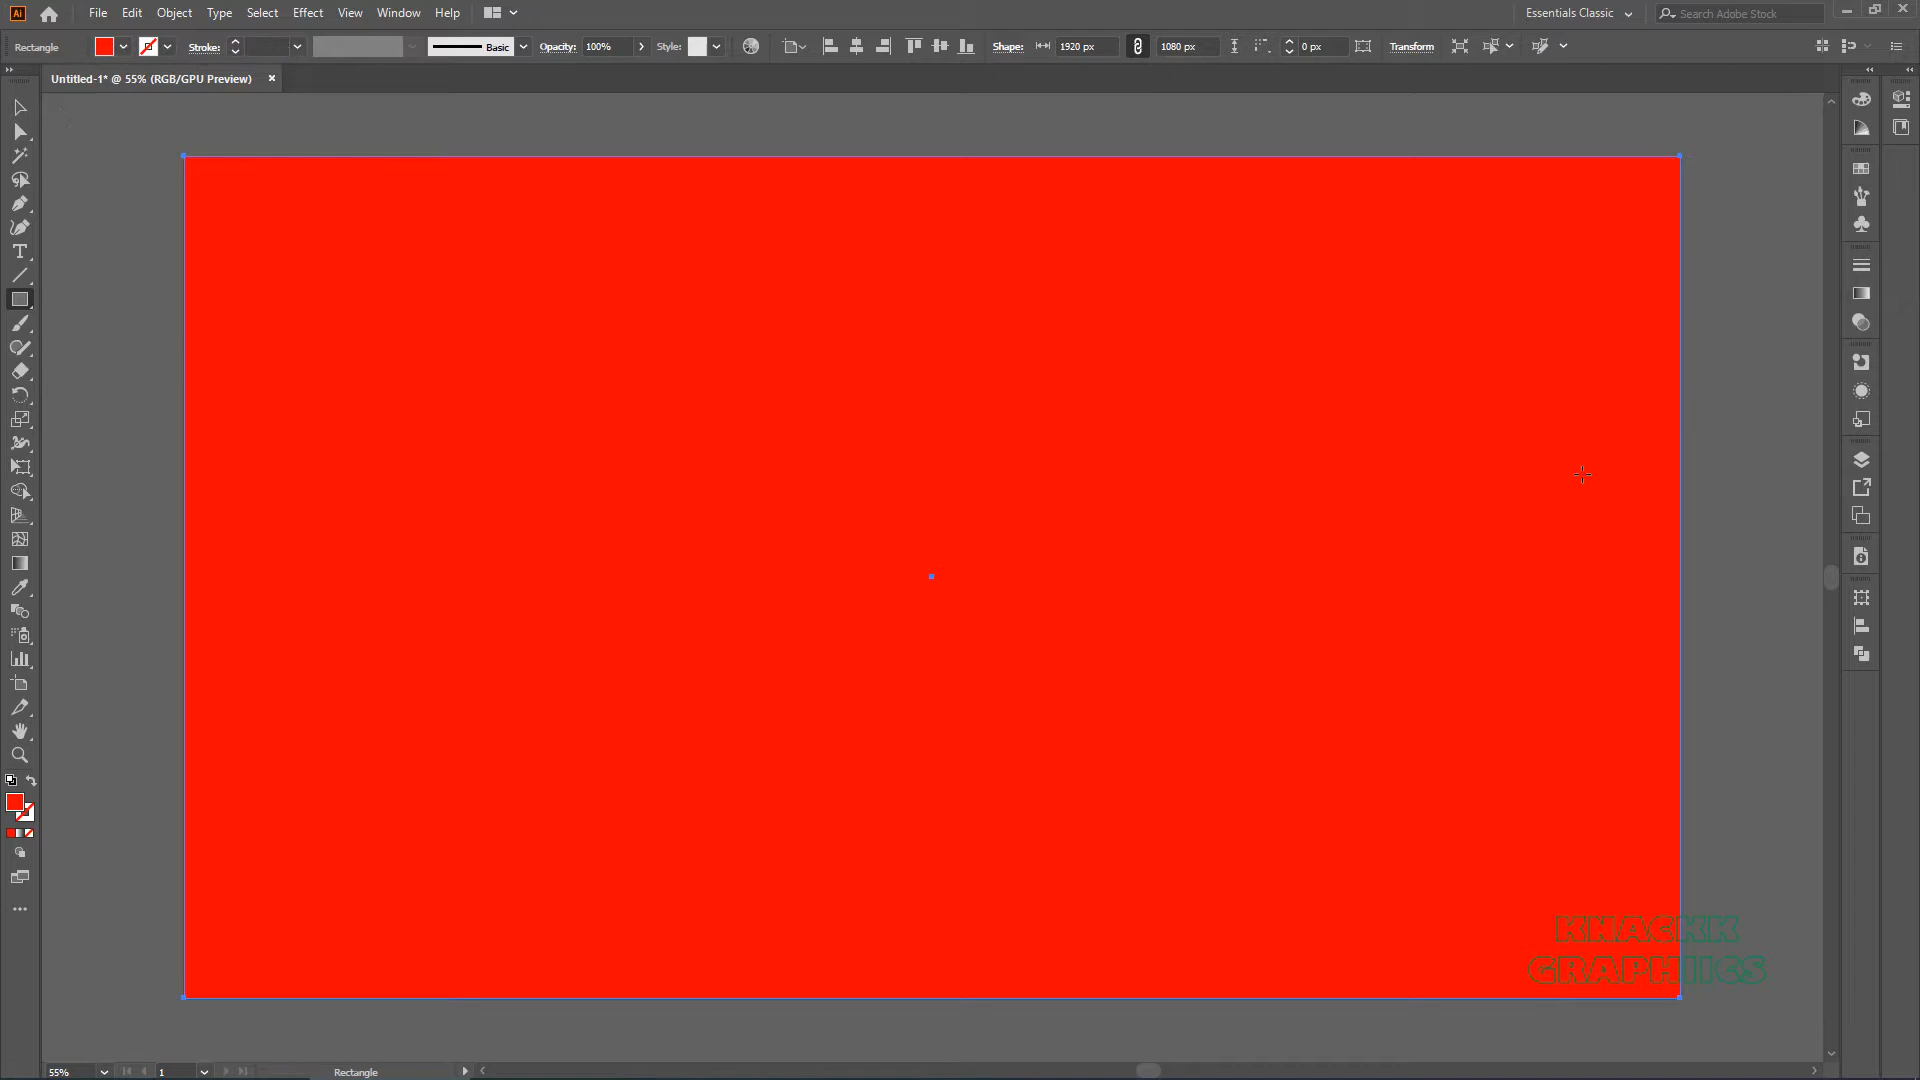 Ai File Edit Object Type Select Effect View Window Help Essentials Classic Search Adobe Stock
Rectangle Stroke: Basic Opacity: 100% Style: Shape: 1920 px 1080 px 0 px Transform
Untitled-1* @ 55% (RGB/GPU Preview)
KNACKK
GRAPHIICS
55% 1 Rectangle